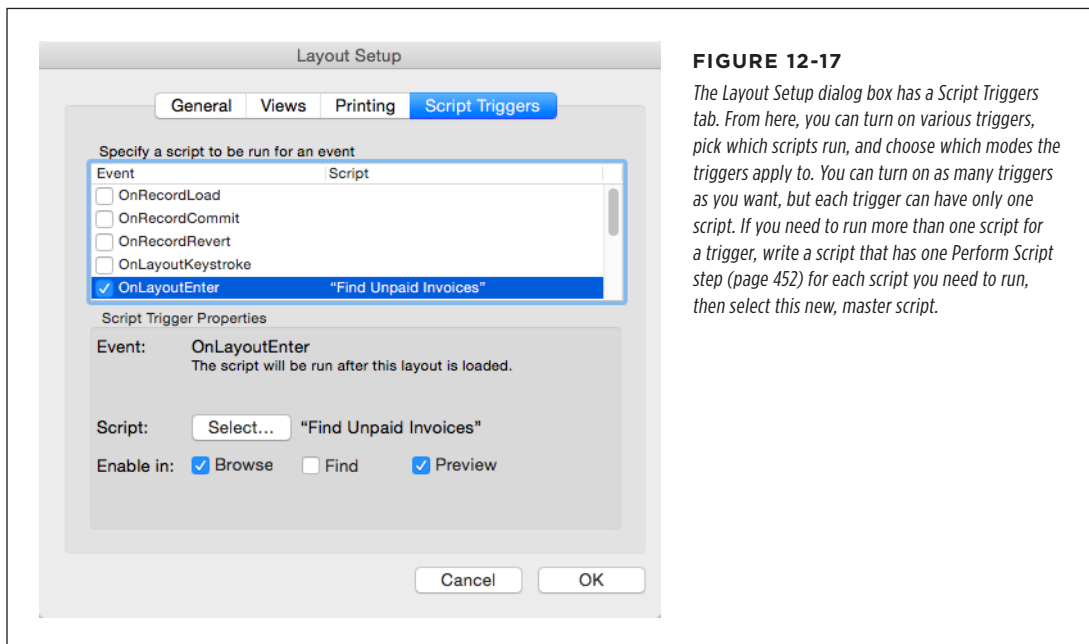 Layout Setup
General Views Printing Script Triggers
Specify a script to be run for an event
Event Script
OnRecordLoad
OnRecordCommit
OnRecordRevert
OnLayoutKeystroke
OnLayoutEnter “Find Unpaid Invoices”
Script Trigger Properties
Event: OnLayoutEnter
The script will be run after this layout is loaded.
Script: Select... “Find Unpaid Invoices”
Enable in: Browse Find Preview
Cancel OK
FIGURE 12-17
The Layout Setup dialog box has a Script Triggers
tab. From here, you can turn on various triggers,
pick which scripts run, and choose which modes the
triggers apply to. You can turn on as many triggers
as you want, but each trigger can have only one
script. If you need to run more than one script for
a trigger, write a script that has one Perform Script
step (page 452) for each script you need to run,
then select this new, master script.